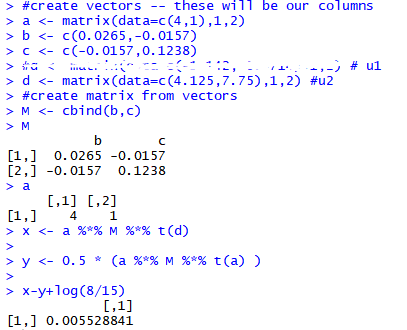 > #create vectors -- these will be our columns
> a <- matrix(data=c(4,1),1,2)
> b <- c(0.0265,-0.0157)
> c <- c(-0.0157,0.1238)
> # u1
> d <- matrix(data=c(4.125,7.75),1,2) #u2
> #create matrix from vectors
> M <- cbind(b,c)
> M
b c
[1,] 0.0265 -0.0157
[2,] -0.0157 0.1238
> a
[,1] [,2]
[1,] 4 1
> x <- a %*% M %*% t(d)
>
> y <- 0.5 * (a %*% M %*% t(a) )
>
> x-y+log(8/15)
[,1]
[1,] 0.005528841